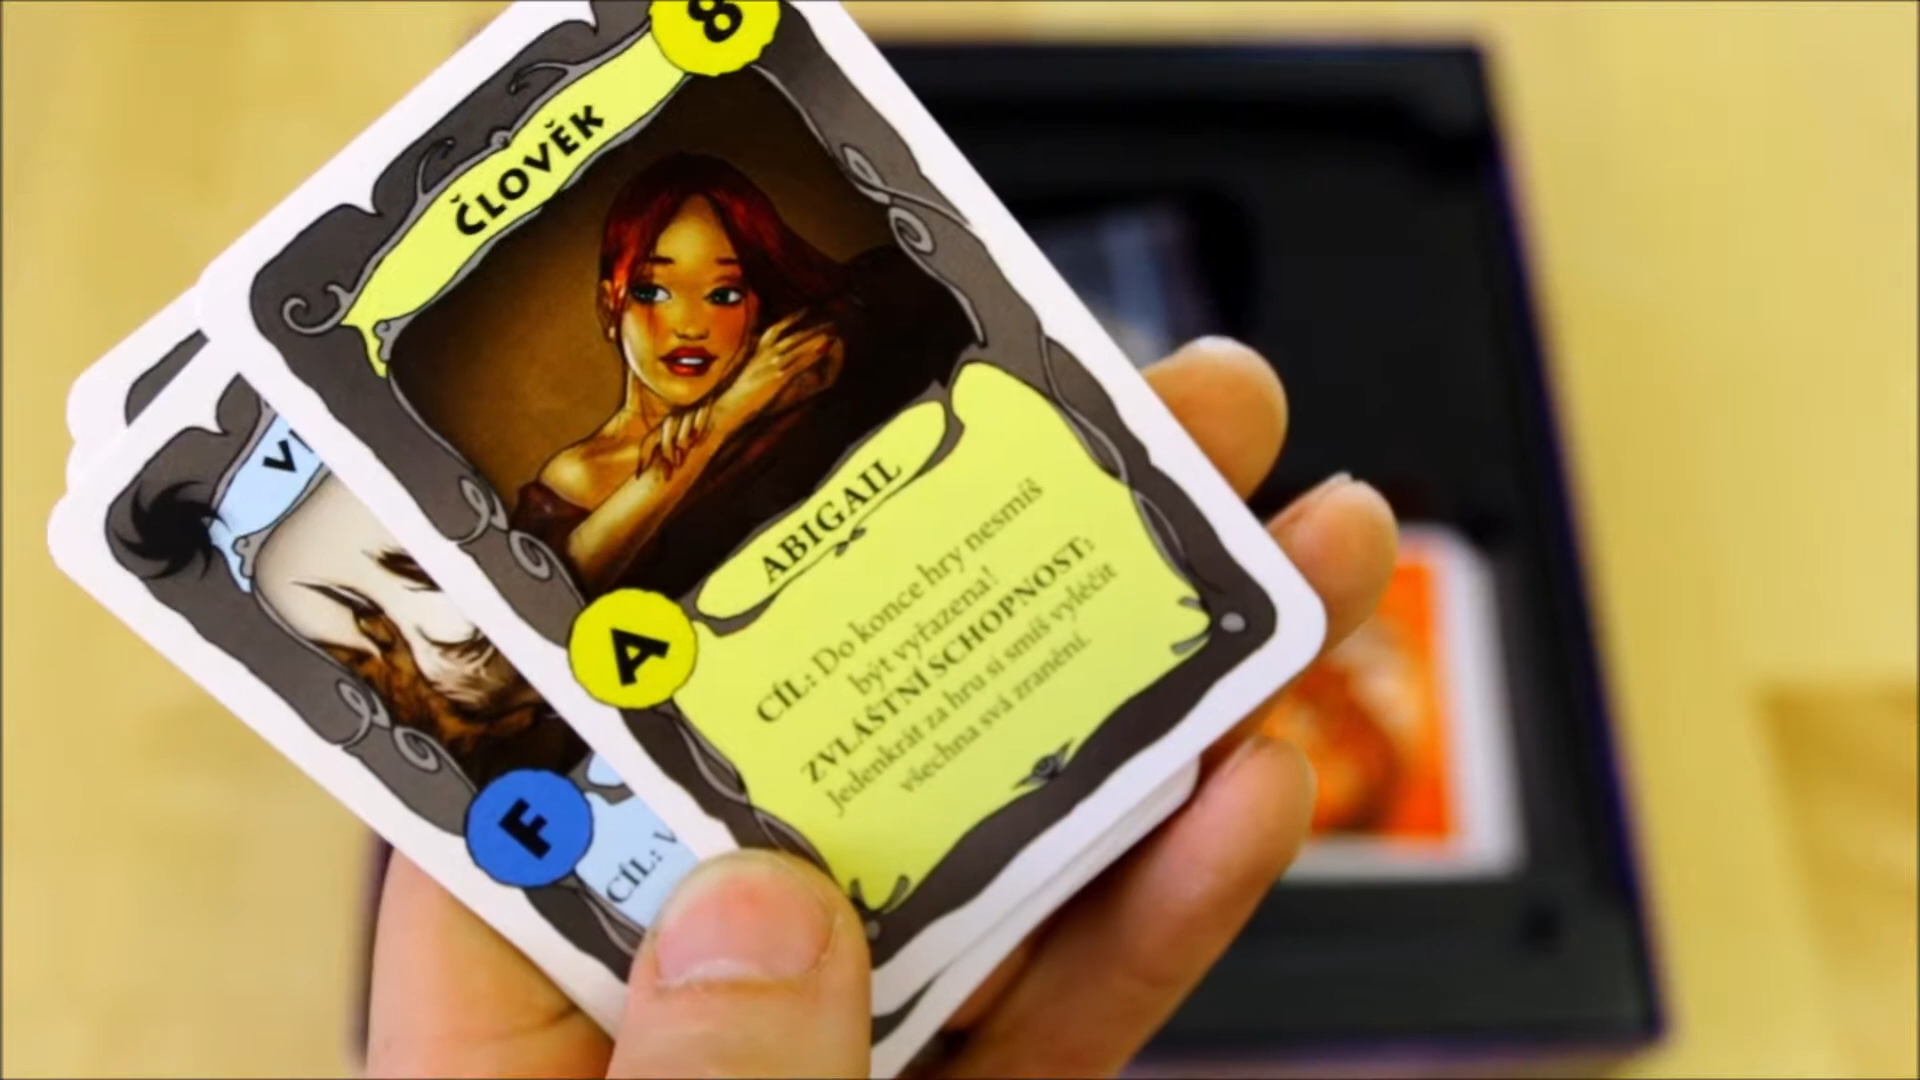 8
ČLOVĚK
ABIGAIL
A
CÍL: Do konce hry nesmíš
být vyřazena!
ZVLÁŠTNÍ SCHOPNOST:
Jedenkrát za hru si smíš vyléčit
všechna svá zranění.
F
CÍL: